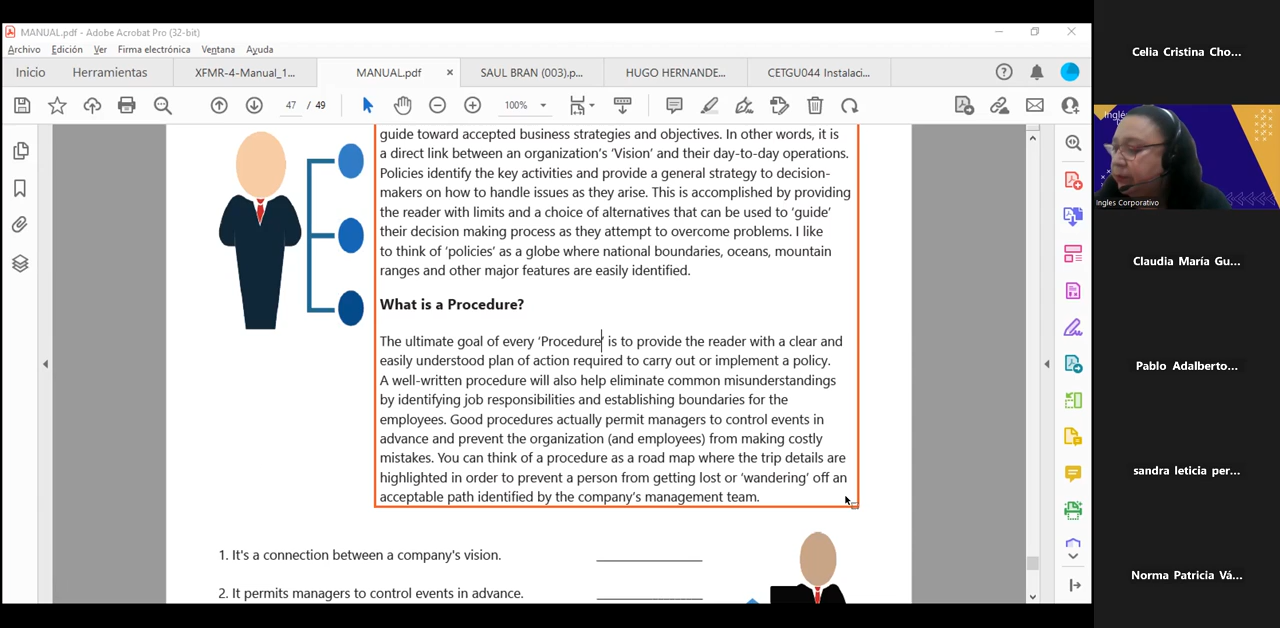 MANUAL.pdf - Adobe Acrobat Pro (32-bit)
Archivo Edición Ver Firma electrónica Ventana Ayuda
Inicio Herramientas XFMR-4-Manual_1... MANUAL.pdf × SAUL BRAN (003).p... HUGO HERNANDE... CETGU044 Instalaci...
47 / 49 100%
guide toward accepted business strategies and objectives. In other words, it is
a direct link between an organization's 'Vision' and their day-to-day operations.
Policies identify the key activities and provide a general strategy to decision-
makers on how to handle issues as they arise. This is accomplished by providing
the reader with limits and a choice of alternatives that can be used to 'guide'
their decision making process as they attempt to overcome problems. I like
to think of 'policies' as a globe where national boundaries, oceans, mountain
ranges and other major features are easily identified.
What is a Procedure?
The ultimate goal of every 'Procedure' is to provide the reader with a clear and
easily understood plan of action required to carry out or implement a policy.
A well-written procedure will also help eliminate common misunderstandings
by identifying job responsibilities and establishing boundaries for the
employees. Good procedures actually permit managers to control events in
advance and prevent the organization (and employees) from making costly
mistakes. You can think of a procedure as a road map where the trip details are
highlighted in order to prevent a person from getting lost or 'wandering' off an
acceptable path identified by the company's management team.
1. It's a connection between a company's vision. ____________
2. It permits managers to control events in advance. ____________
Celia Cristina Cho...
Inglé
Ingles Corporativo
Claudia María Gu...
Pablo Adalberto...
sandra leticia per...
Norma Patricia Vá...